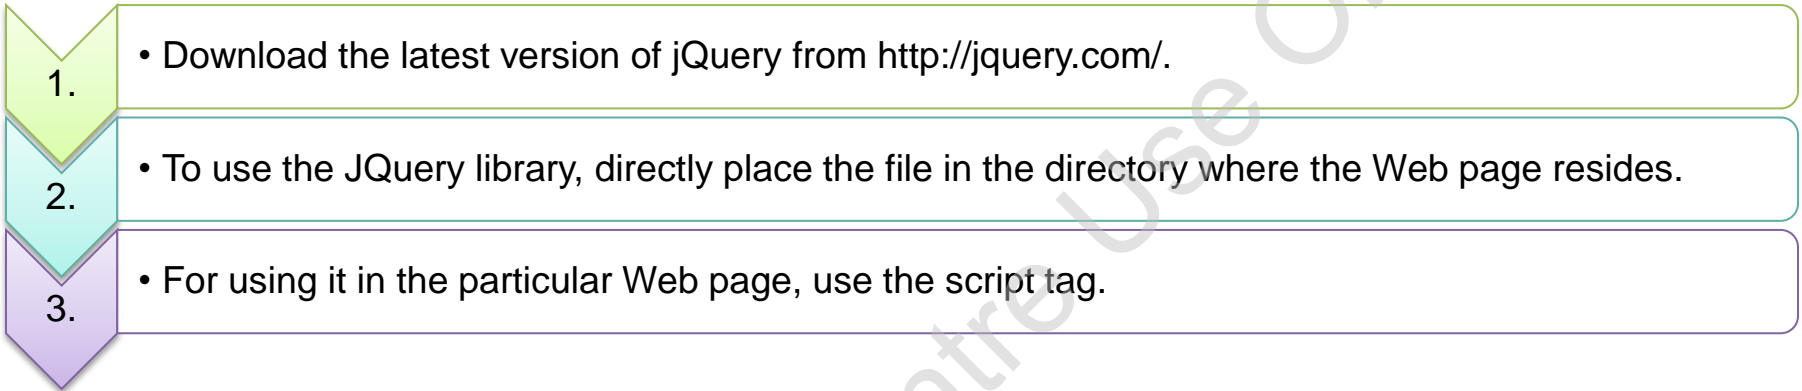 1. • Download the latest version of jQuery from http://jquery.com/.
2. • To use the JQuery library, directly place the file in the directory where the Web page resides.
3. • For using it in the particular Web page, use the script tag.
Use